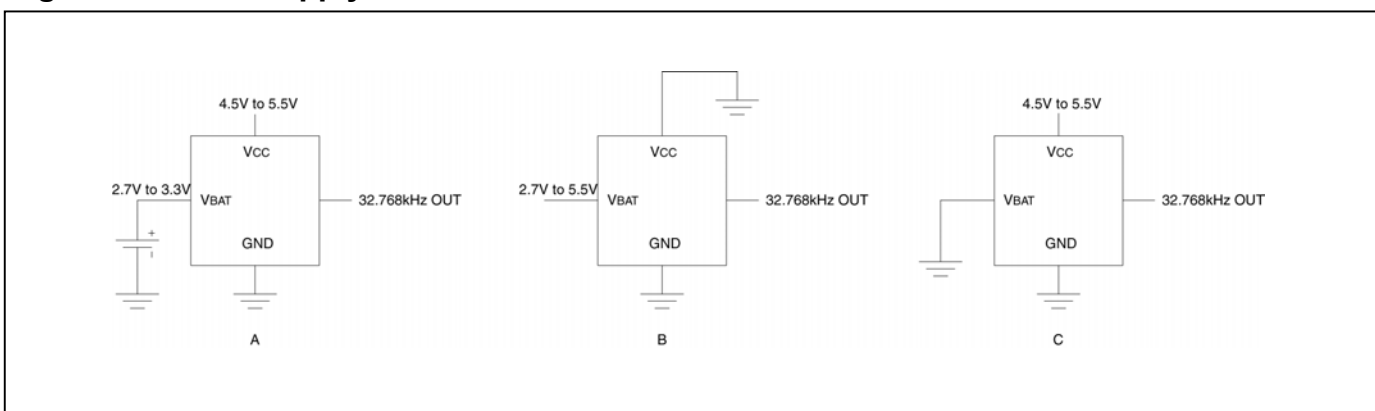 4.5V to 5.5V
VCC
2.7V to 3.3V
VBAT
32.768kHz OUT
+
GND
A
VCC
2.7V to 5.5V
VBAT
32.768kHz OUT
GND
B
4.5V to 5.5V
VCC
VBAT
32.768kHz OUT
GND
C